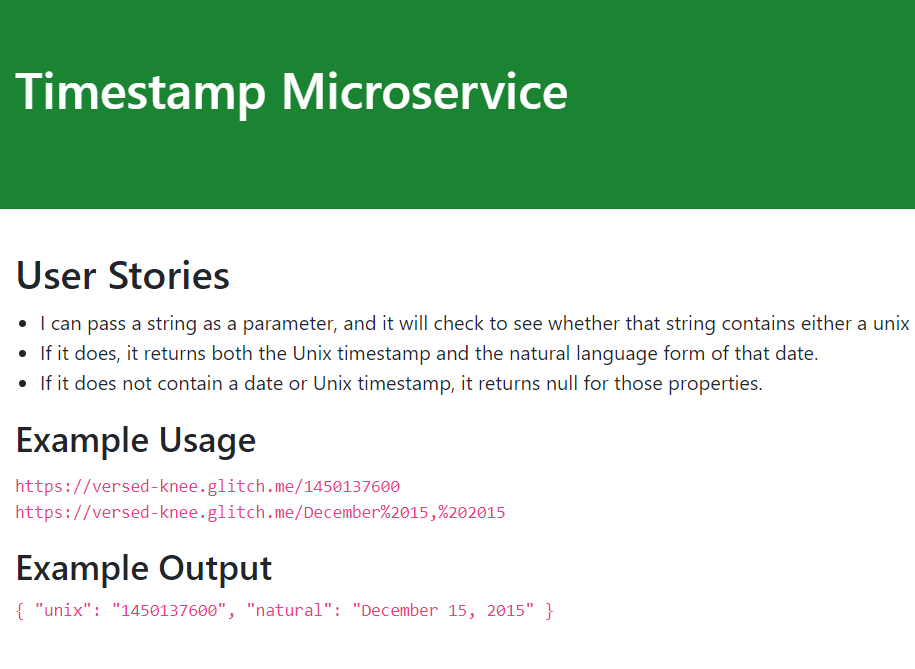 Timestamp Microservice
User Stories
I can pass a string as a parameter, and it will check to see whether that string contains either a unix
If it does, it returns both the Unix timestamp and the natural language form of that date.
If it does not contain a date or Unix timestamp, it returns null for those properties.
Example Usage
https://versed-knee.glitch.me/1450137600
https://versed-knee.glitch.me/December%2015,%202015
Example Output
{ "unix": "1450137600", "natural": "December 15, 2015" }